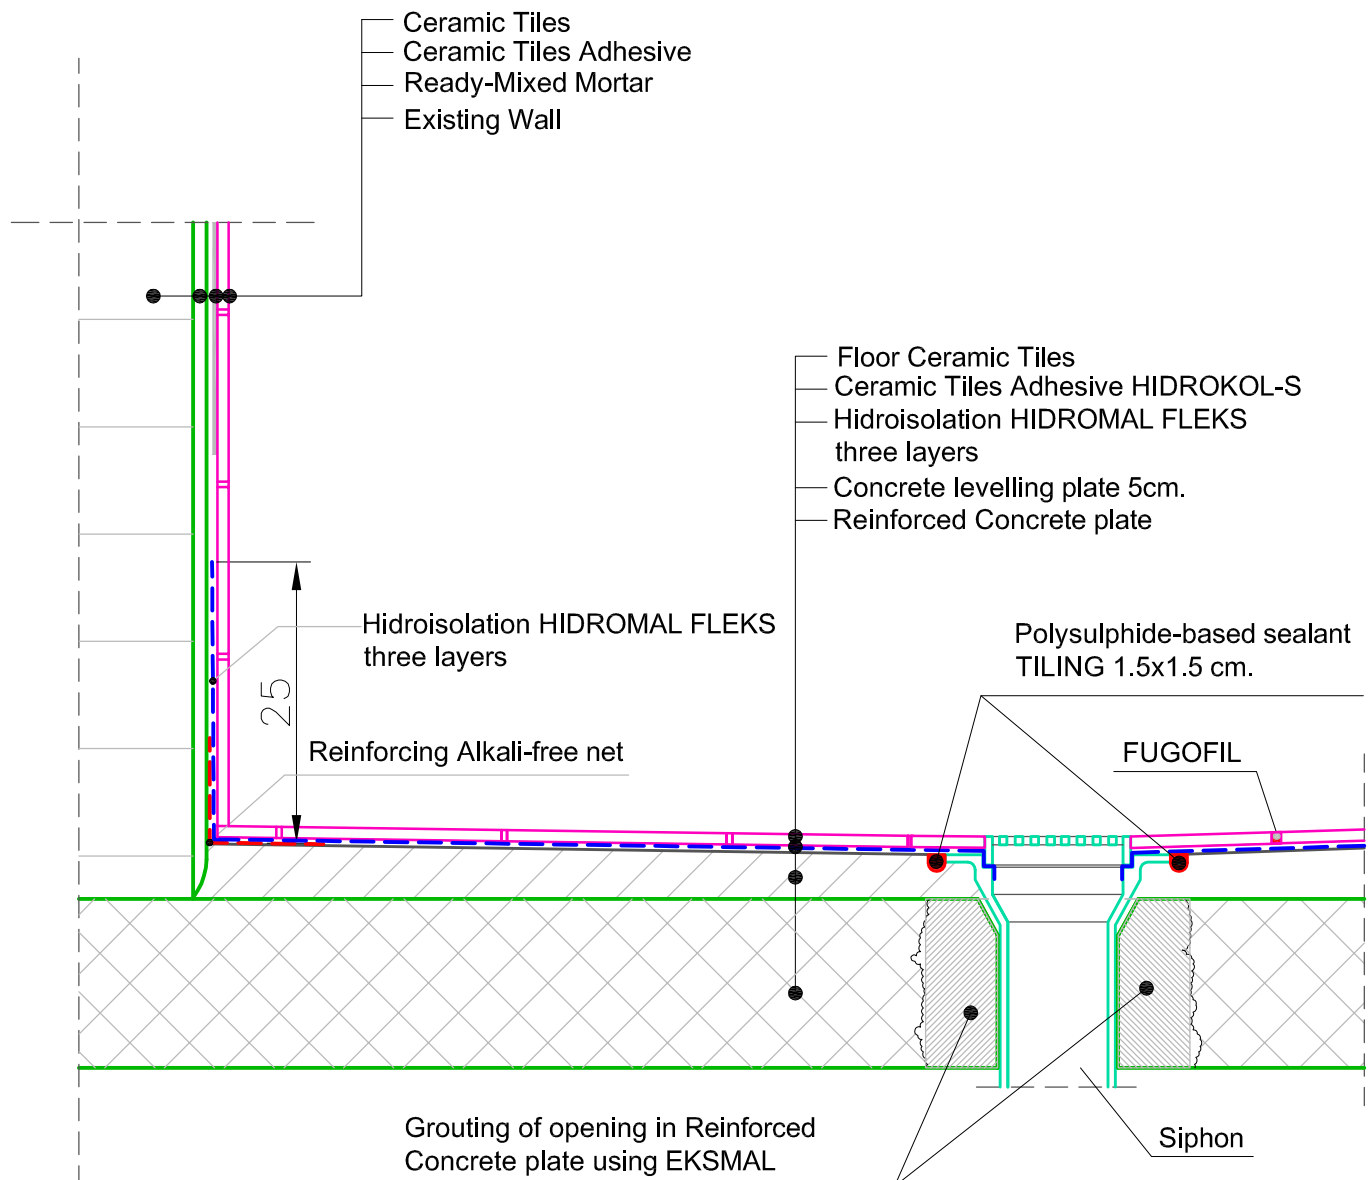 Ceramic Tiles
Ceramic Tiles Adhesive
Ready-Mixed Mortar
Existing Wall
Floor Ceramic Tiles
Ceramic Tiles Adhesive HIDROKOL-S
Hidroisolation HIDROMAL FLEKS
three layers
Concrete levelling plate 5cm.
Reinforced Concrete plate
Hidroisolation HIDROMAL FLEKS
three layers
25
Polysulphide-based sealant
TILING 1.5x1.5 cm.
Reinforcing Alkali-free net
FUGOFIL
Grouting of opening in Reinforced
Concrete plate using EKSMAL
Siphon